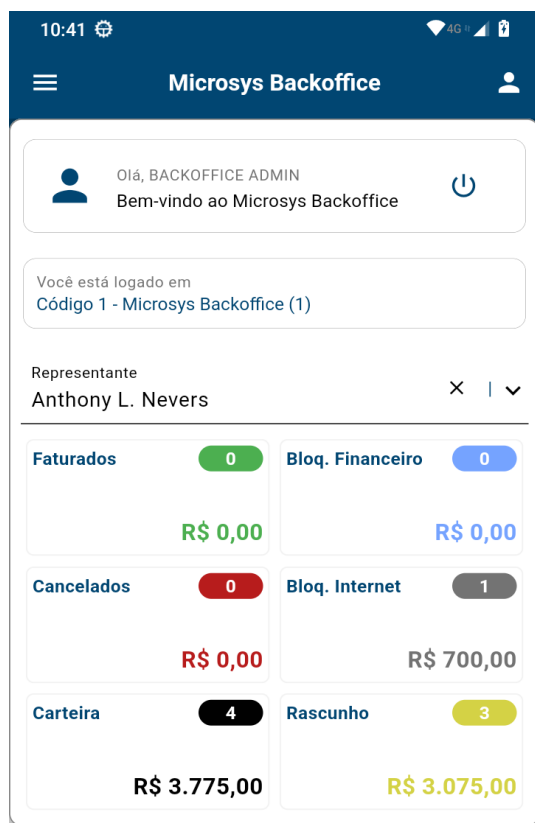 10:41
4G
Microsys Backoffice
Olá, BACKOFFICE ADMIN
Bem-vindo ao Microsys Backoffice
Você está logado em
Código 1 - Microsys Backoffice (1)
Representante
Anthony L. Nevers
Faturados 0
R$ 0,00
Bloq. Financeiro 0
R$ 0,00
Cancelados 0
R$ 0,00
Bloq. Internet 1
R$ 700,00
Carteira 4
R$ 3.775,00
Rascunho 3
R$ 3.075,00